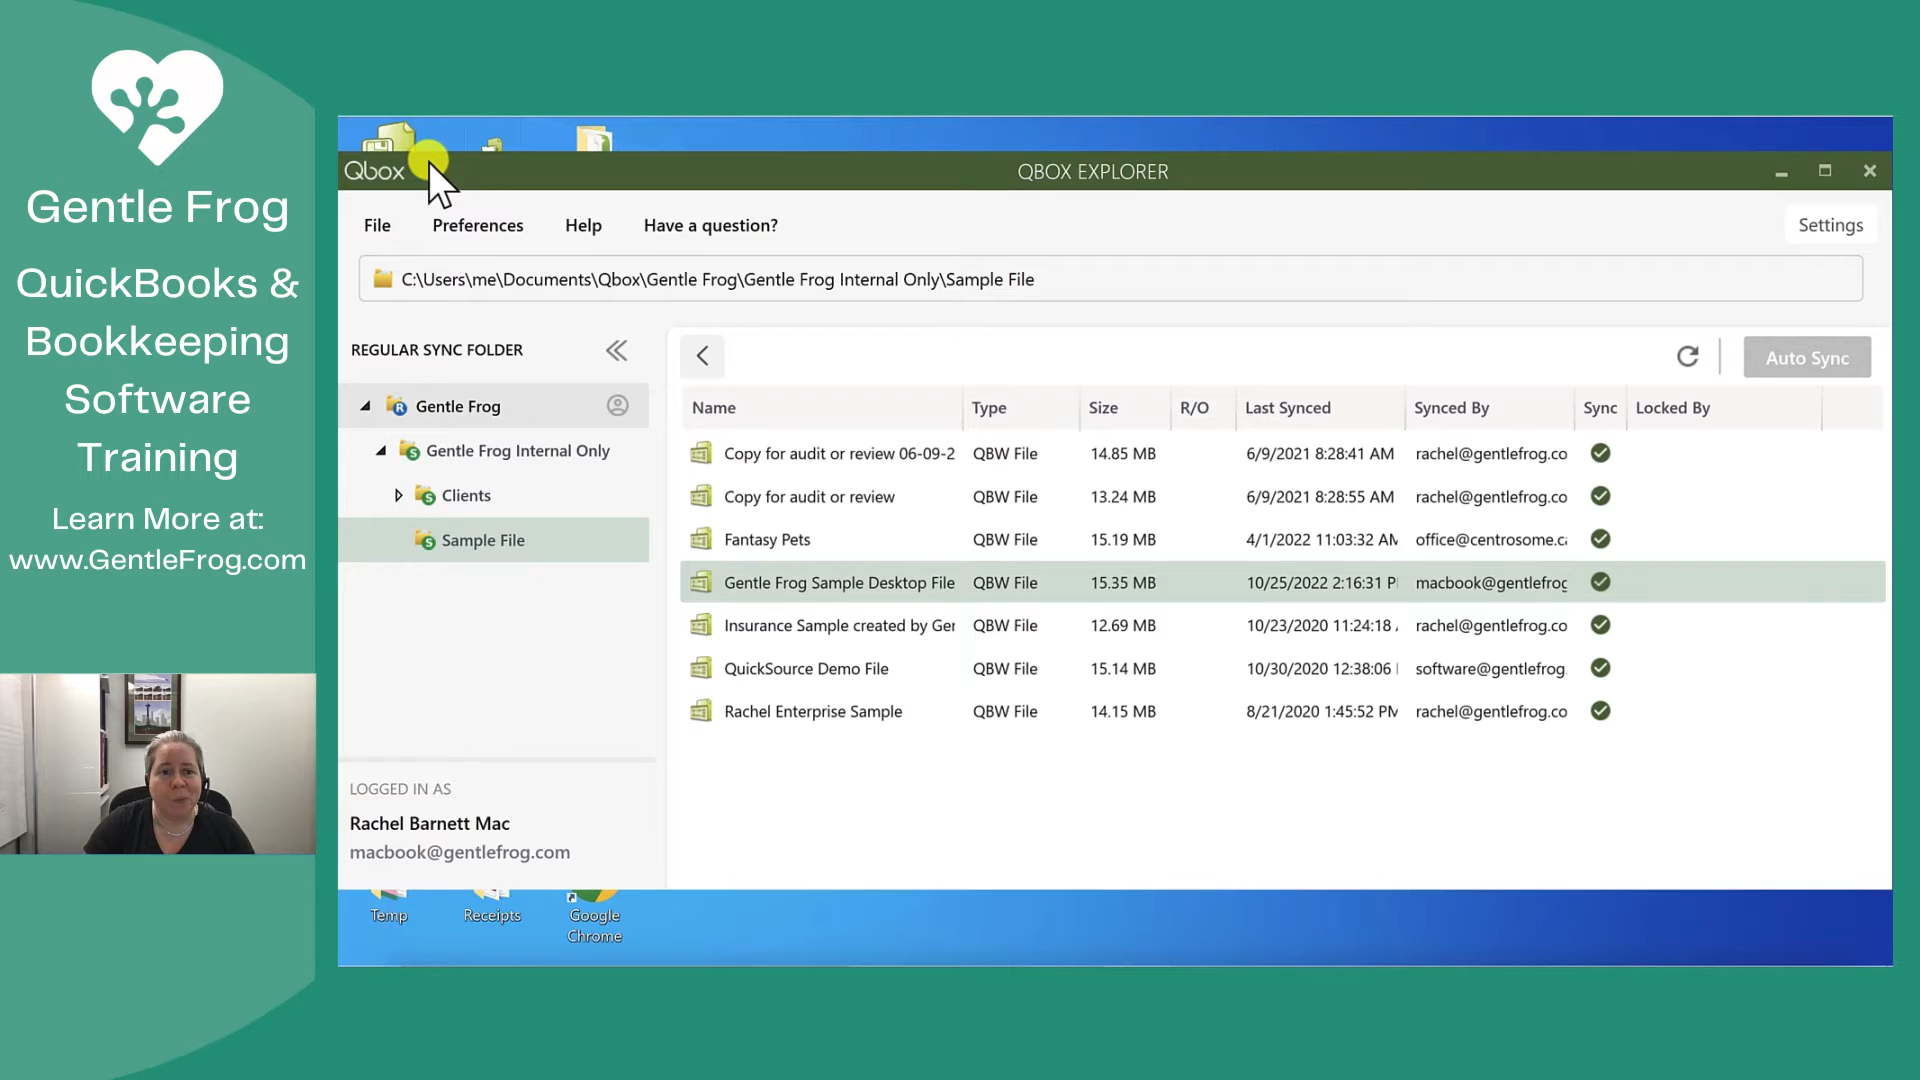 Gentle Frog
QuickBooks &
Bookkeeping
Software
Training
Learn More at:
www.GentleFrog.com
Qbox
QBOX EXPLORER
File
Preferences
Help
Have a question?
Settings
C:\Users\me\Documents\Qbox\Gentle Frog\Gentle Frog Internal Only\Sample File
REGULAR SYNC FOLDER
Auto Sync
Gentle Frog
Gentle Frog Internal Only
Clients
Sample File
Name Type Size R/O Last Synced Synced By Sync Locked By
Copy for audit or review 06-09-2 QBW File 14.85 MB 6/9/2021 8:28:41 AM rachel@gentlefrog.co
Copy for audit or review QBW File 13.24 MB 6/9/2021 8:28:55 AM rachel@gentlefrog.co
Fantasy Pets QBW File 15.19 MB 4/1/2022 11:03:32 AM office@centrosome.ca
Gentle Frog Sample Desktop File QBW File 15.35 MB 10/25/2022 2:16:31 P macbook@gentlefrog
Insurance Sample created by Ger QBW File 12.69 MB 10/23/2020 11:24:18 rachel@gentlefrog.co
QuickSource Demo File QBW File 15.14 MB 10/30/2020 12:38:06 software@gentlefrog.
Rachel Enterprise Sample QBW File 14.15 MB 8/21/2020 1:45:52 PM rachel@gentlefrog.co
LOGGED IN AS
Rachel Barnett Mac
macbook@gentlefrog.com
Temp
Receipts
Google
Chrome